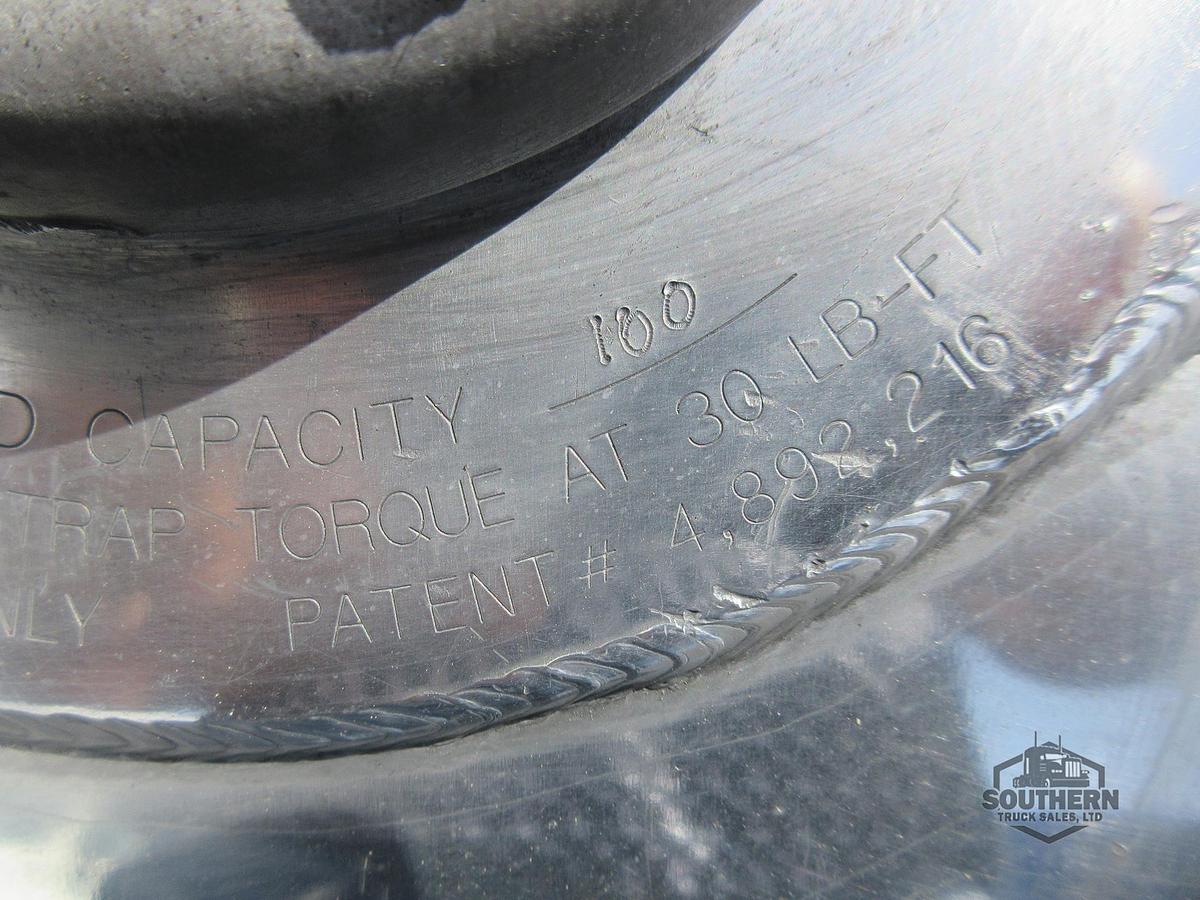 D CAPACITY 100
TRAP TORQUE AT 30 LB-FT
NLY PATENT # 4,892,216
SOUTHERN
TRUCK SALES, LTD